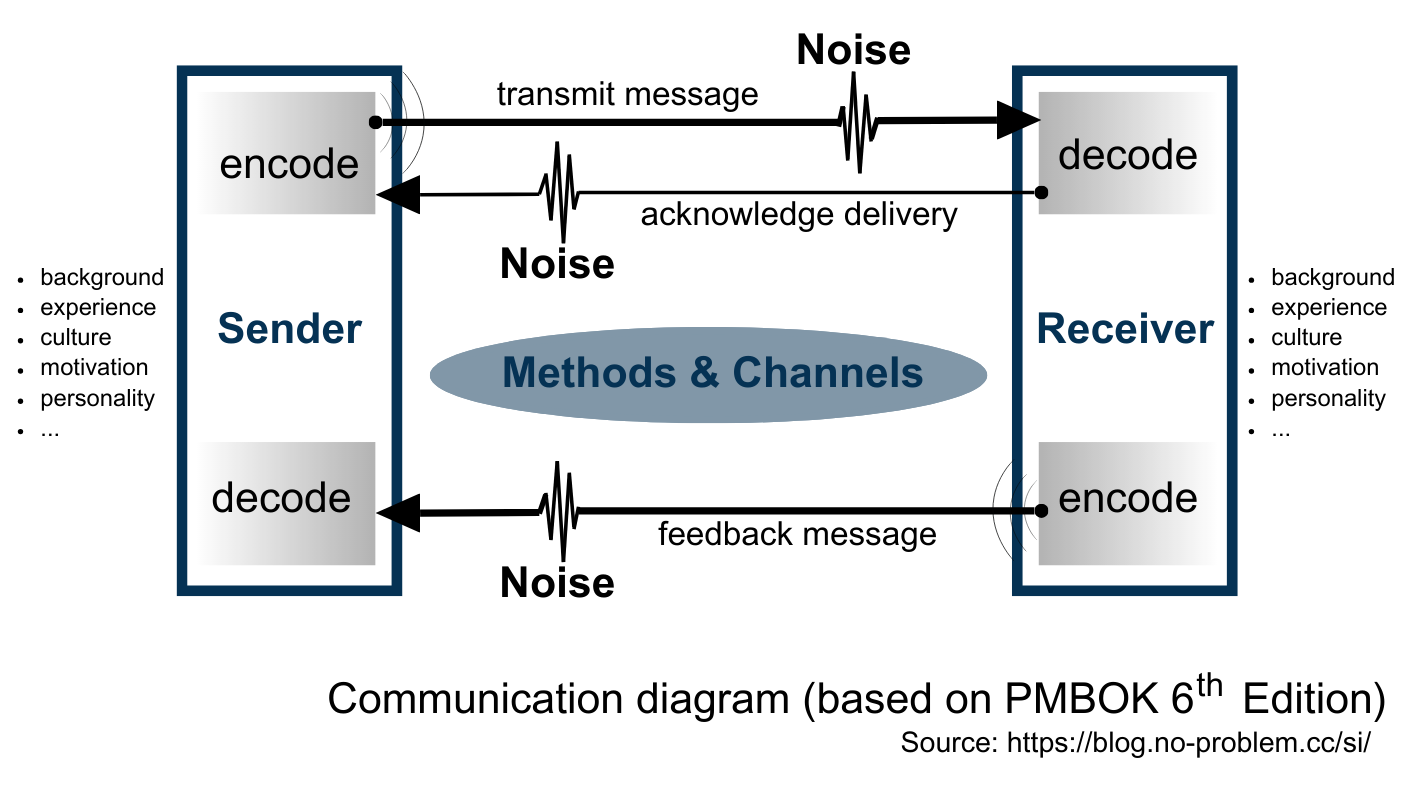 Noise
transmit message
encode
decode
acknowledge delivery
Noise
• background
• experience
• culture
• motivation
• personality
• ...
Sender
Methods & Channels
Receiver
• background
• experience
• culture
• motivation
• personality
• ...
decode
encode
feedback message
Noise
Communication diagram (based on PMBOK 6th Edition)
Source: https://blog.no-problem.cc/si/